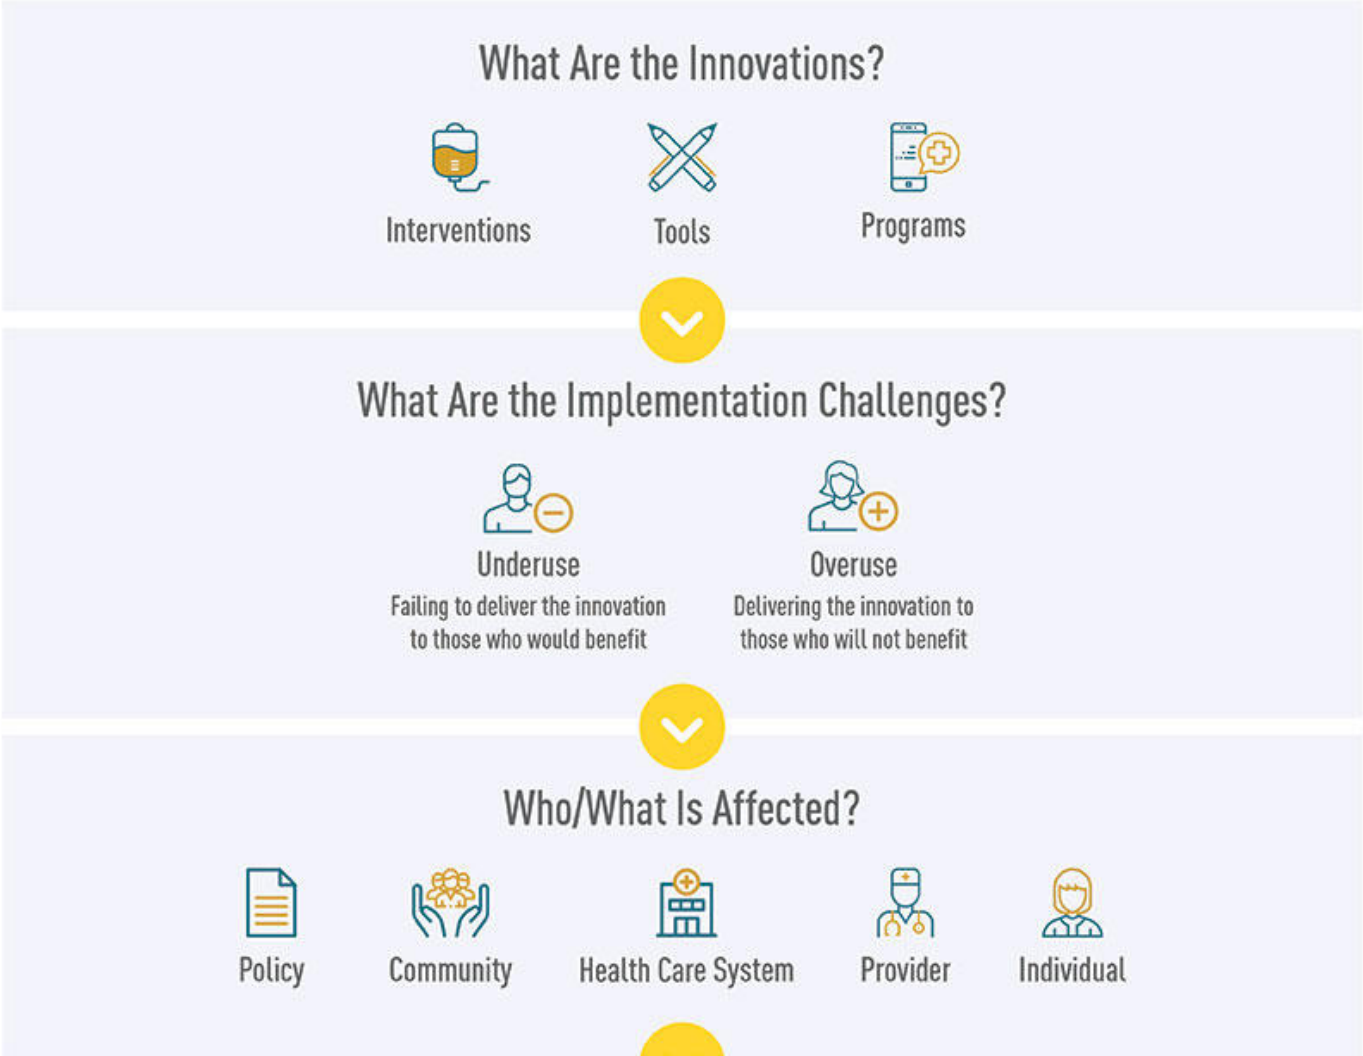 What Are the Innovations?
Interventions
Tools
Programs
What Are the Implementation Challenges?
Underuse
Failing to deliver the innovation
to those who would benefit
Overuse
Delivering the innovation to
those who will not benefit
Who/What Is Affected?
Policy
Community
Health Care System
Provider
Individual